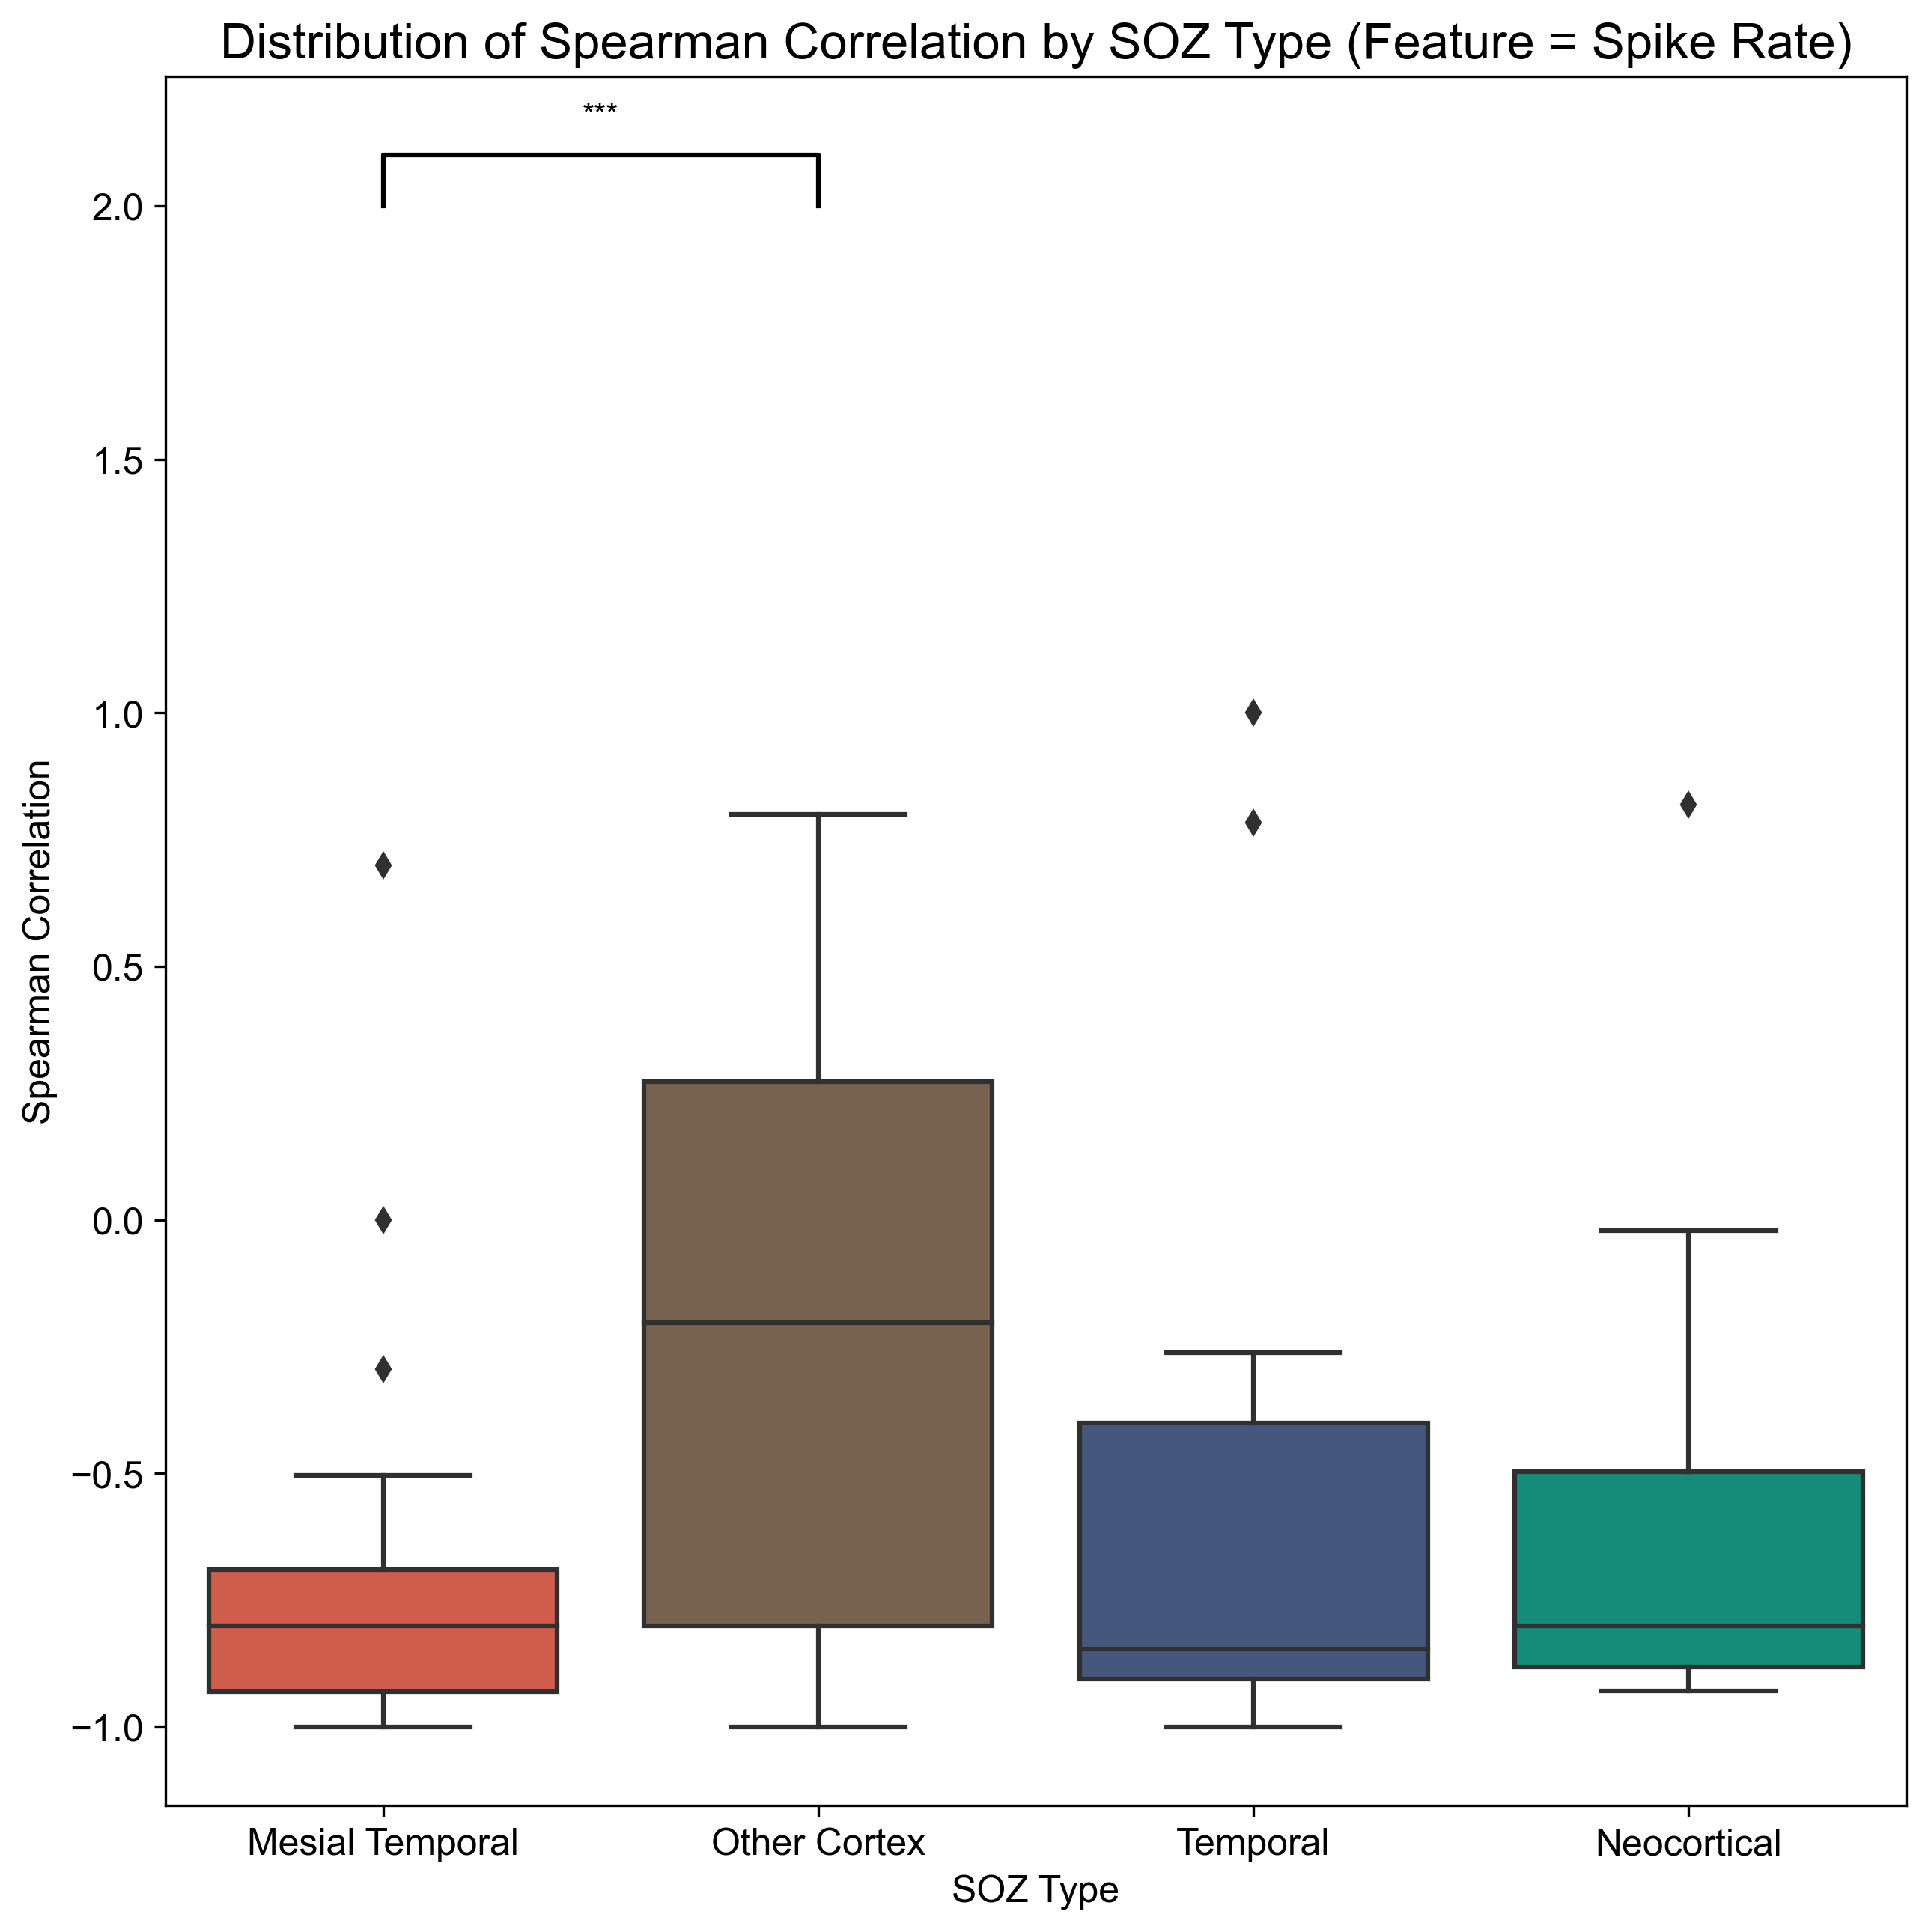 Distribution of Spearman Correlation by SOZ Type (Feature = Spike Rate)
***
2.0
1.5
1.0
0.5
0.0
−0.5
−1.0
Spearman Correlation
Mesial Temporal
Other Cortex
Temporal
Neocortical
SOZ Type